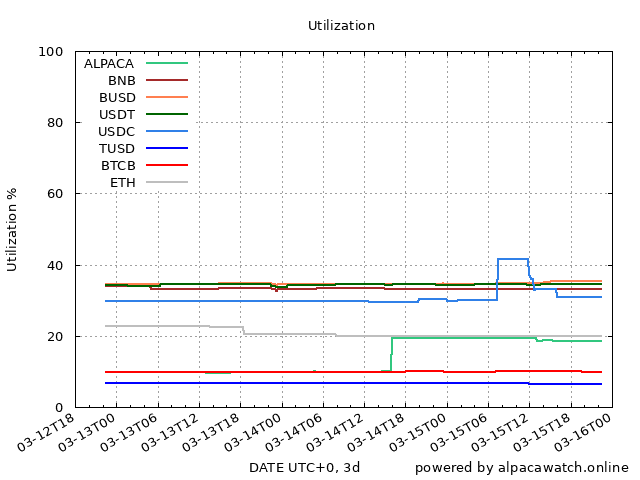 Utilization
100
80
60
40
20
0
Utilization %
ALPACA
BNB
BUSD
USDT
USDC
TUSD
BTCB
ETH
03-12T18
03-13T00
03-13T06
03-13T12
03-13T18
03-14T00
03-14T06
03-14T12
03-14T18
03-15T00
03-15T06
03-15T12
03-15T18
03-16T00
DATE UTC+0, 3d
powered by alpacawatch.online